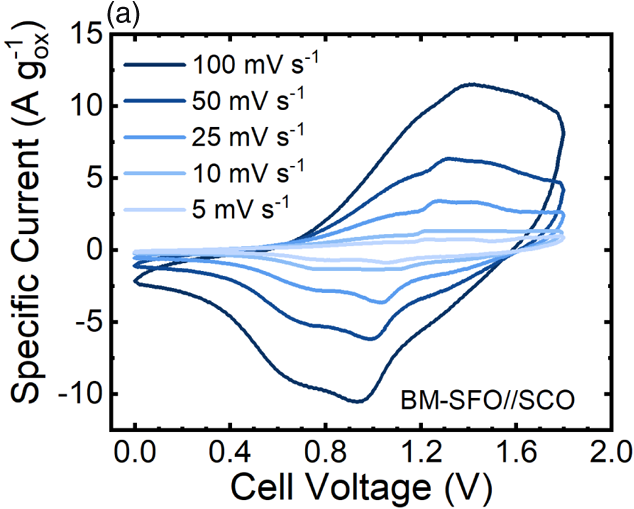 (a)
15
10
5
0
-5
-10
Specific Current (A g⁻¹ₒₓ)
100 mV s⁻¹
50 mV s⁻¹
25 mV s⁻¹
10 mV s⁻¹
5 mV s⁻¹
BM-SFO//SCO
0.0 0.4 0.8 1.2 1.6 2.0
Cell Voltage (V)